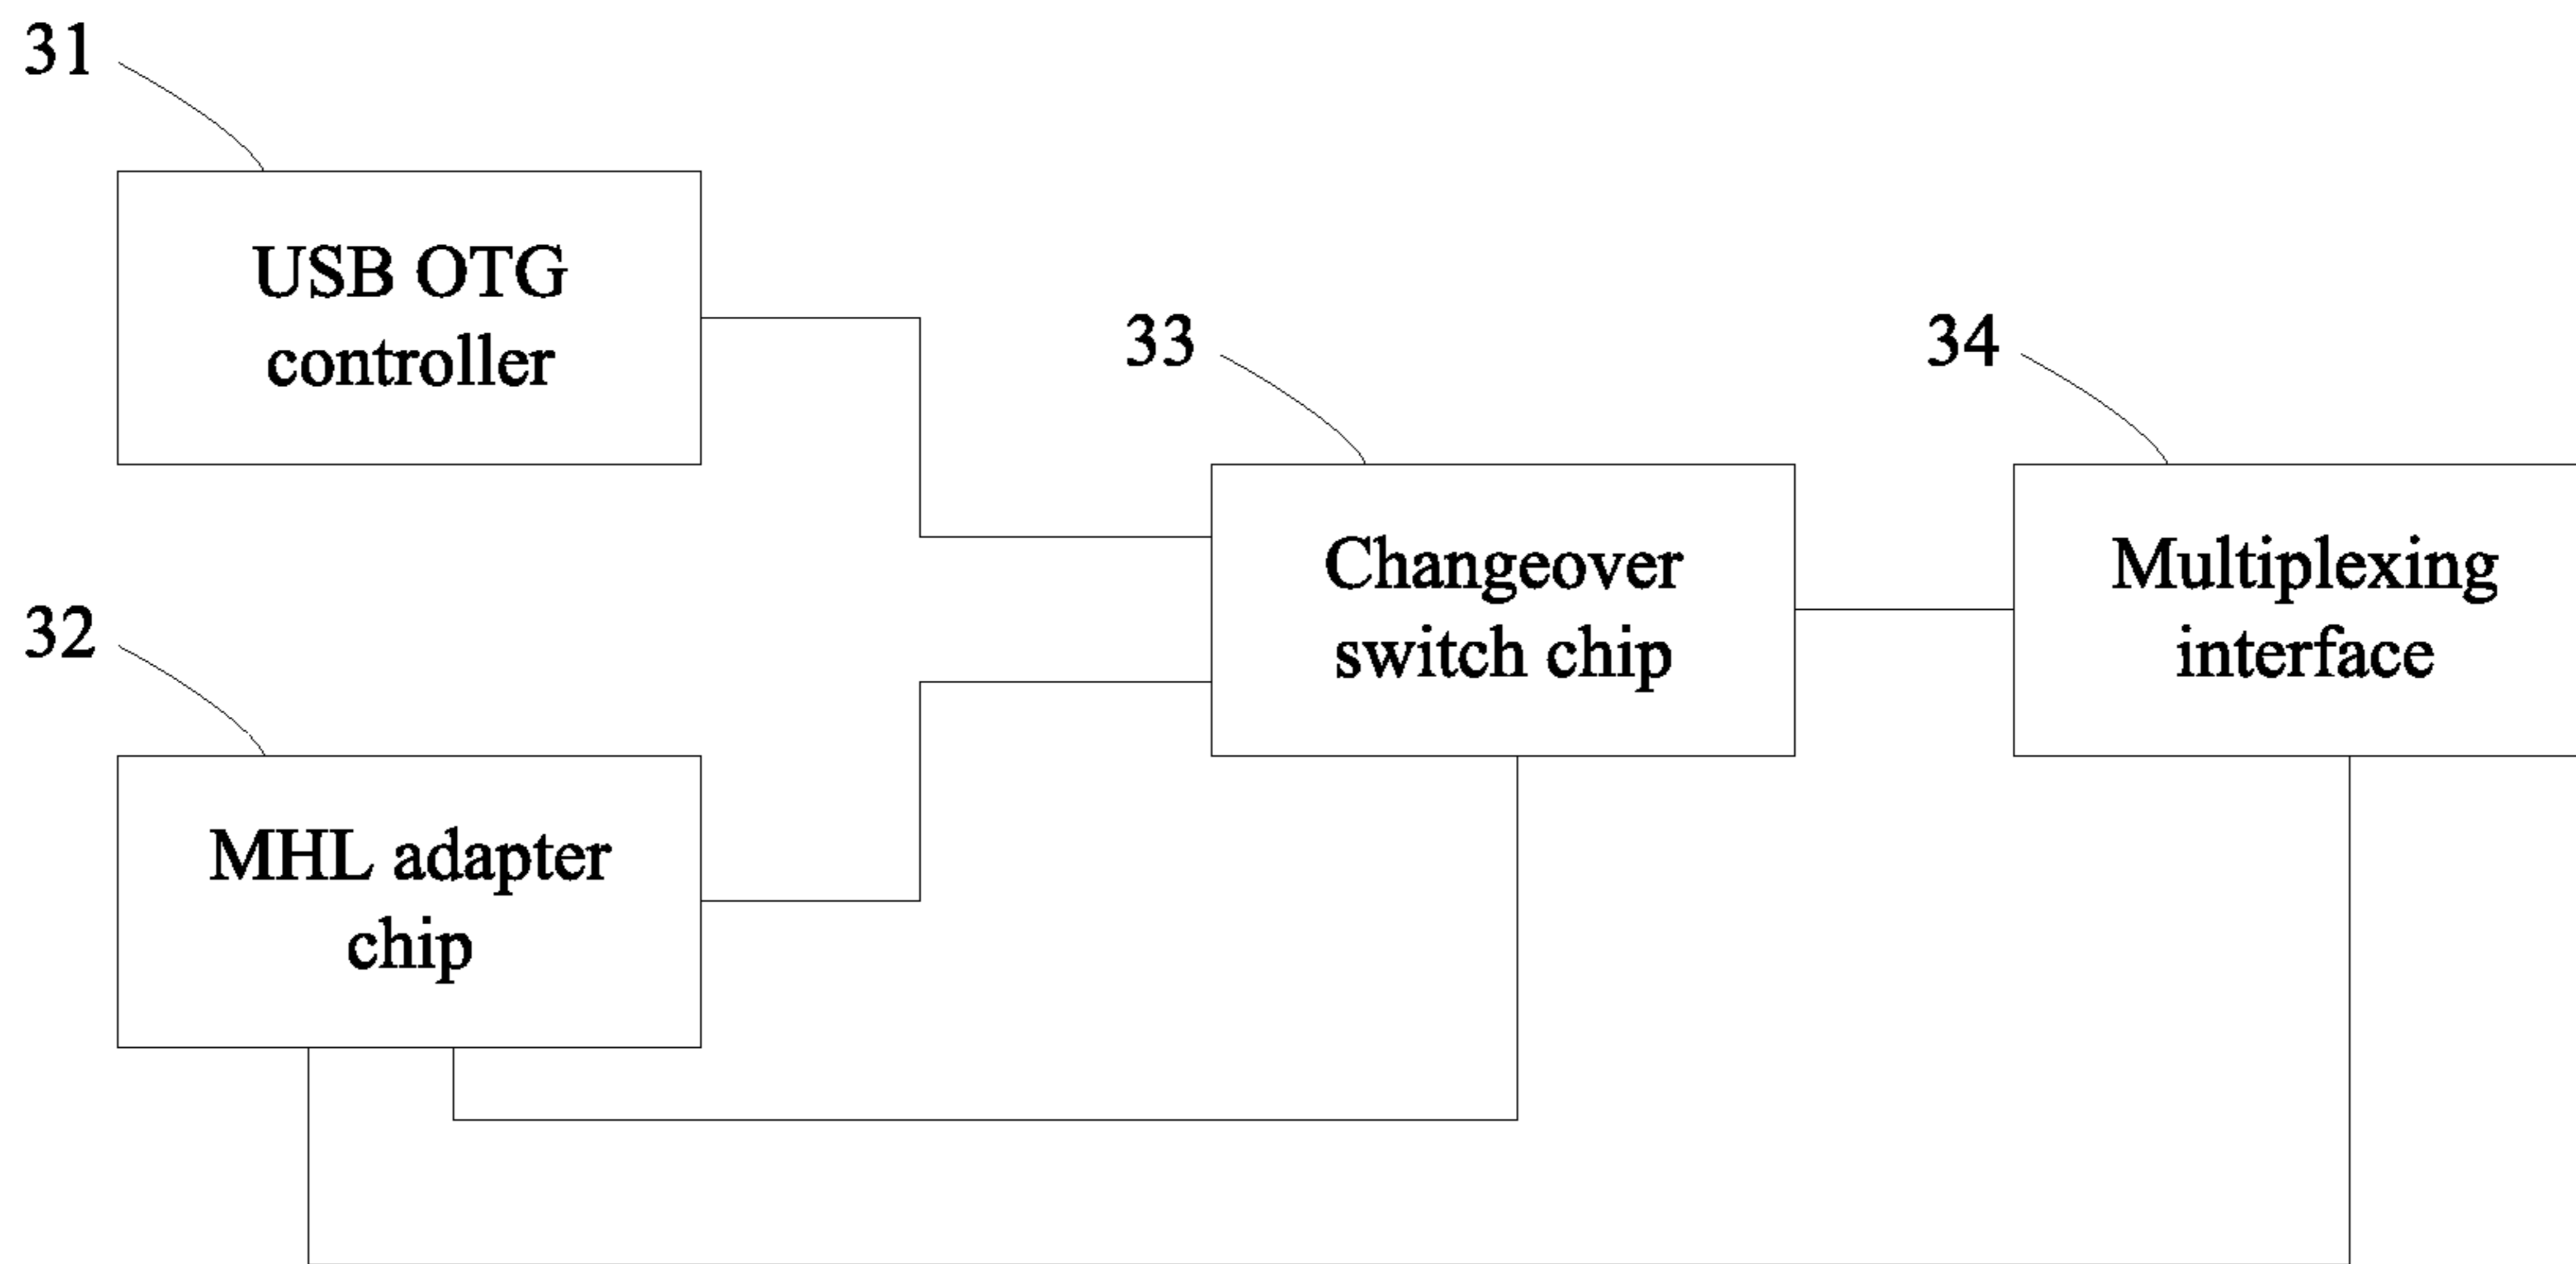 31
USB OTG
controller
33
34
Changeover
switch chip
Multiplexing
interface
32
MHL adapter
chip